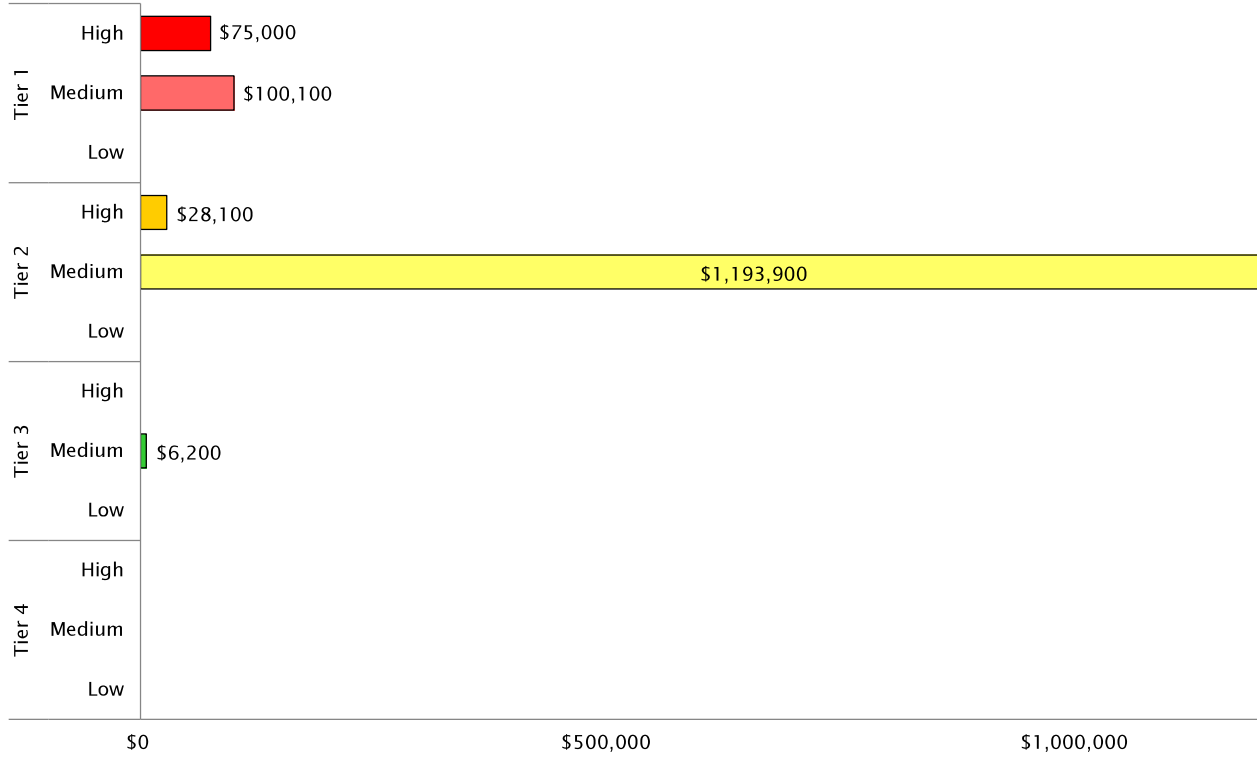 Tier 1
High $75,000
Medium $100,100
Low
Tier 2
High $28,100
Medium $1,193,900
Low
Tier 3
High
Medium $6,200
Low
Tier 4
High
Medium
Low
$0 $500,000 $1,000,000